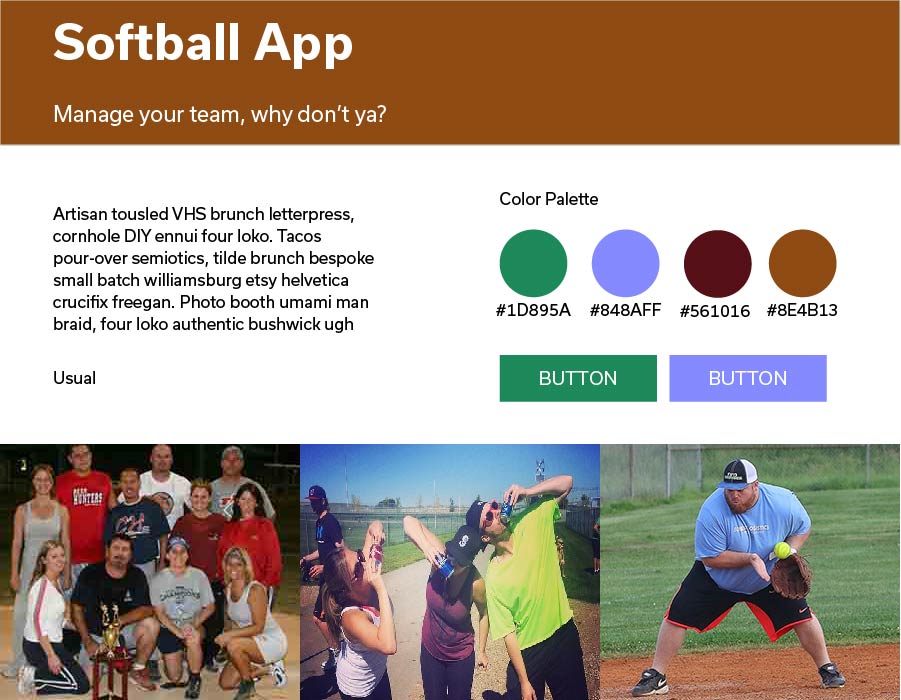 Softball App
Manage your team, why don't ya?
Artisan tousled VHS brunch letterpress,
cornhole DIY ennui four loko. Tacos
pour-over semiotics, tilde brunch bespoke
small batch williamsburg etsy helvetica
crucifix freegan. Photo booth umami man
braid, four loko authentic bushwick ugh
Usual
Color Palette
#1D895A #848AFF #561016 #8E4B13
BUTTON BUTTON
HUNTERS